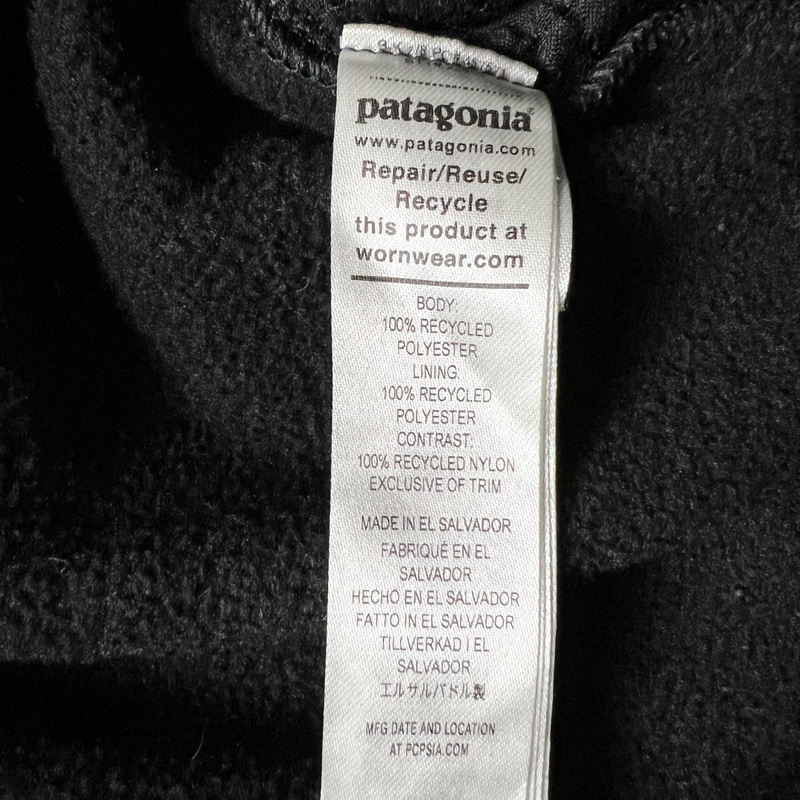 patagonia®
www.patagonia.com
Repair/Reuse/
Recycle
this product at
wornwear.com
BODY:
100% RECYCLED
POLYESTER
LINING:
100% RECYCLED
POLYESTER
CONTRAST:
100% RECYCLED NYLON
EXCLUSIVE OF TRIM
MADE IN EL SALVADOR
FABRIQUÉ EN EL
SALVADOR
HECHO EN EL SALVADOR
FATTO IN EL SALVADOR
TILLVERKAD I EL
SALVADOR
エルサルバドル製
MFG DATE AND LOCATION
AT PCPSIA.COM